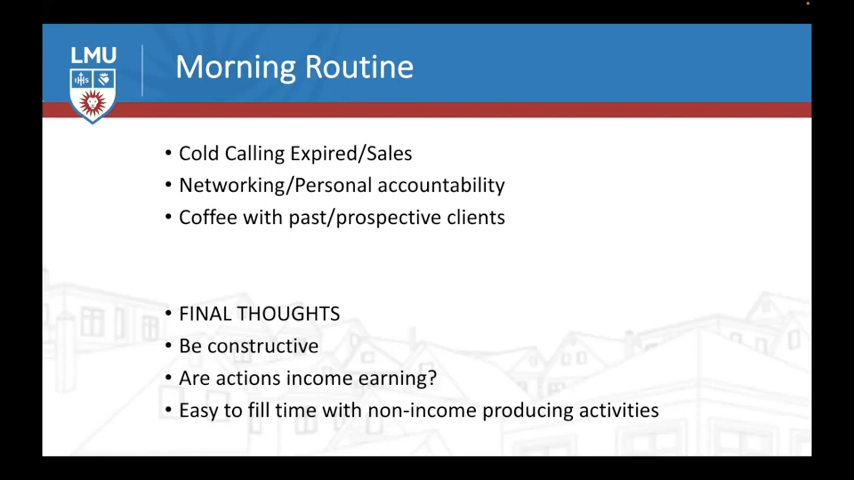 LMU
IHS
Morning Routine
• Cold Calling Expired/Sales
• Networking/Personal accountability
• Coffee with past/prospective clients
• FINAL THOUGHTS
• Be constructive
• Are actions income earning?
• Easy to fill time with non-income producing activities